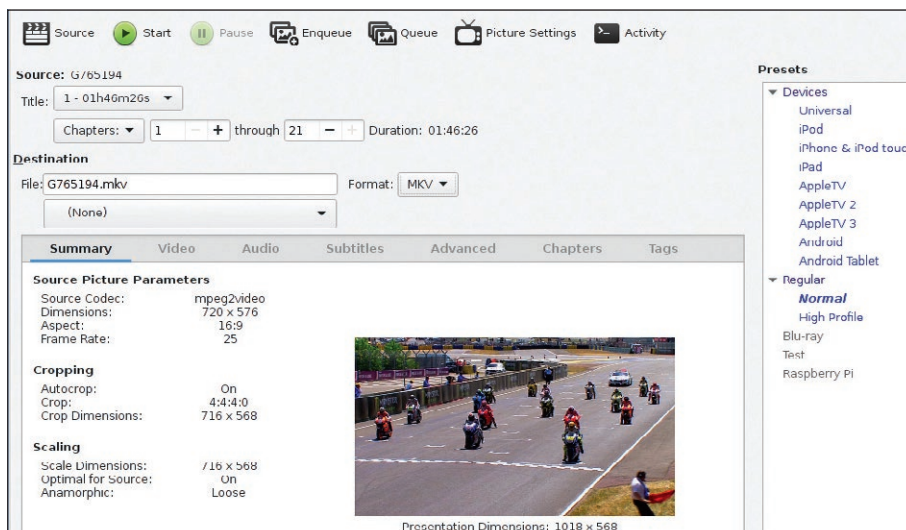 Source Start Pause Enqueue Queue Picture Settings Activity
Source: G765194
Title: 1 - 01h46m26s
Chapters: 1 - + through 21 - + Duration: 01:46:26
Destination
File: G765194.mkv Format: MKV
(None)
Summary Video Audio Subtitles Advanced Chapters Tags
Source Picture Parameters
Source Codec: mpeg2video
Dimensions: 720 x 576
Aspect: 16:9
Frame Rate: 25
Cropping
Autocrop: On
Crop: 4:4:4:0
Crop Dimensions: 716 x 568
Scaling
Scale Dimensions: 716 x 568
Optimal for Source: On
Anamorphic: Loose
Presentation Dimensions: 1018 x 568
Presets
Devices
Universal
iPod
iPhone & iPod touc
iPad
AppleTV
AppleTV 2
AppleTV 3
Android
Android Tablet
Regular
Normal
High Profile
Blu-ray
Test
Raspberry Pi